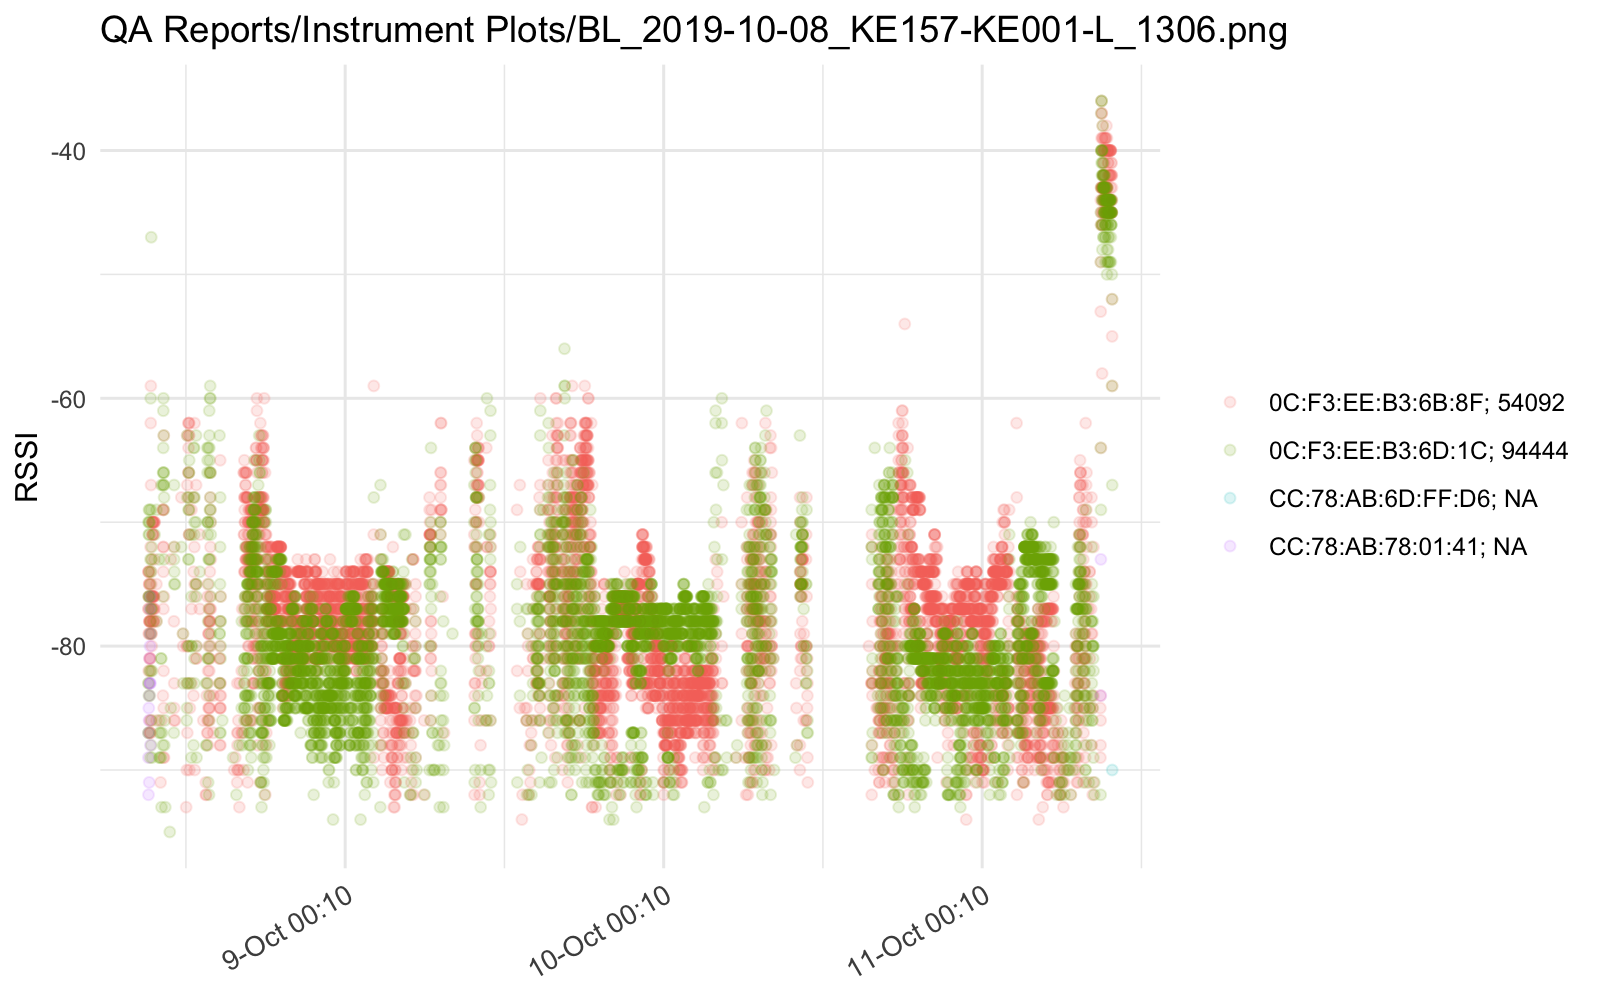 QA Reports/Instrument Plots/BL_2019-10-08_KE157-KE001-L_1306.png
RSSI
-40
-60
-80
9-Oct 00:10
10-Oct 00:10
11-Oct 00:10
0C:F3:EE:B3:6B:8F; 54092
0C:F3:EE:B3:6D:1C; 94444
CC:78:AB:6D:FF:D6; NA
CC:78:AB:78:01:41; NA